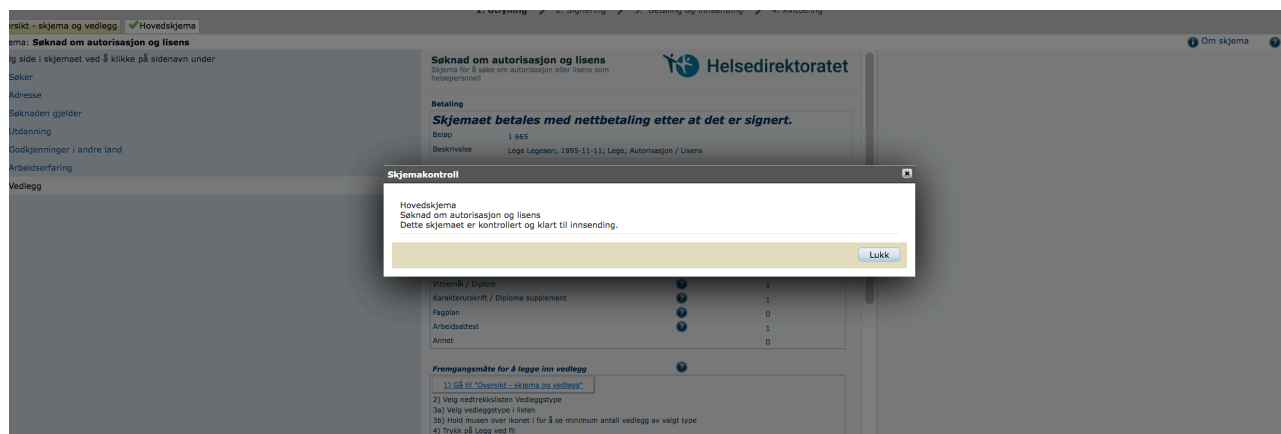 1. Utfylling > 2. Signering > 3. Betaling og innsending > 4. Kvittering
ersikt - skjema og vedlegg Hovedskjema
ema: Søknad om autorisasjon og lisens Om skjema
lg side i skjemaet ved å klikke på sidenavn under
Søker
Adresse
Søknaden gjelder
Utdanning
Godkjenninger i andre land
Arbeidserfaring
Vedlegg
Søknad om autorisasjon og lisens
Skjema for å søke om autorisasjon eller lisens som
helsepersonell
Helsedirektoratet
Betaling
Skjemaet betales med nettbetaling etter at det er signert.
Beløp 1 665
Beskrivelse Lege Legesen; 1995-11-11; Lege; Autorisasjon / Lisens
Skjemakontroll
Hovedskjema
Søknad om autorisasjon og lisens
Dette skjemaet er kontrollert og klart til innsending.
Lukk
Vitnemål / Diplom 1
Karakterutskrift / Diploma supplement 1
Fagplan 0
Arbeidsattest 1
Annet 0
Fremgangsmåte for å legge inn vedlegg
1) Gå til "Oversikt - skjema og vedlegg"
2) Velg nedtrekkslisten Vedleggstype
3a) Velg vedleggstype i listen
3b) Hold musen over ikonet i for å se minimum antall vedlegg av valgt type
4) Trykk på Legg ved fil